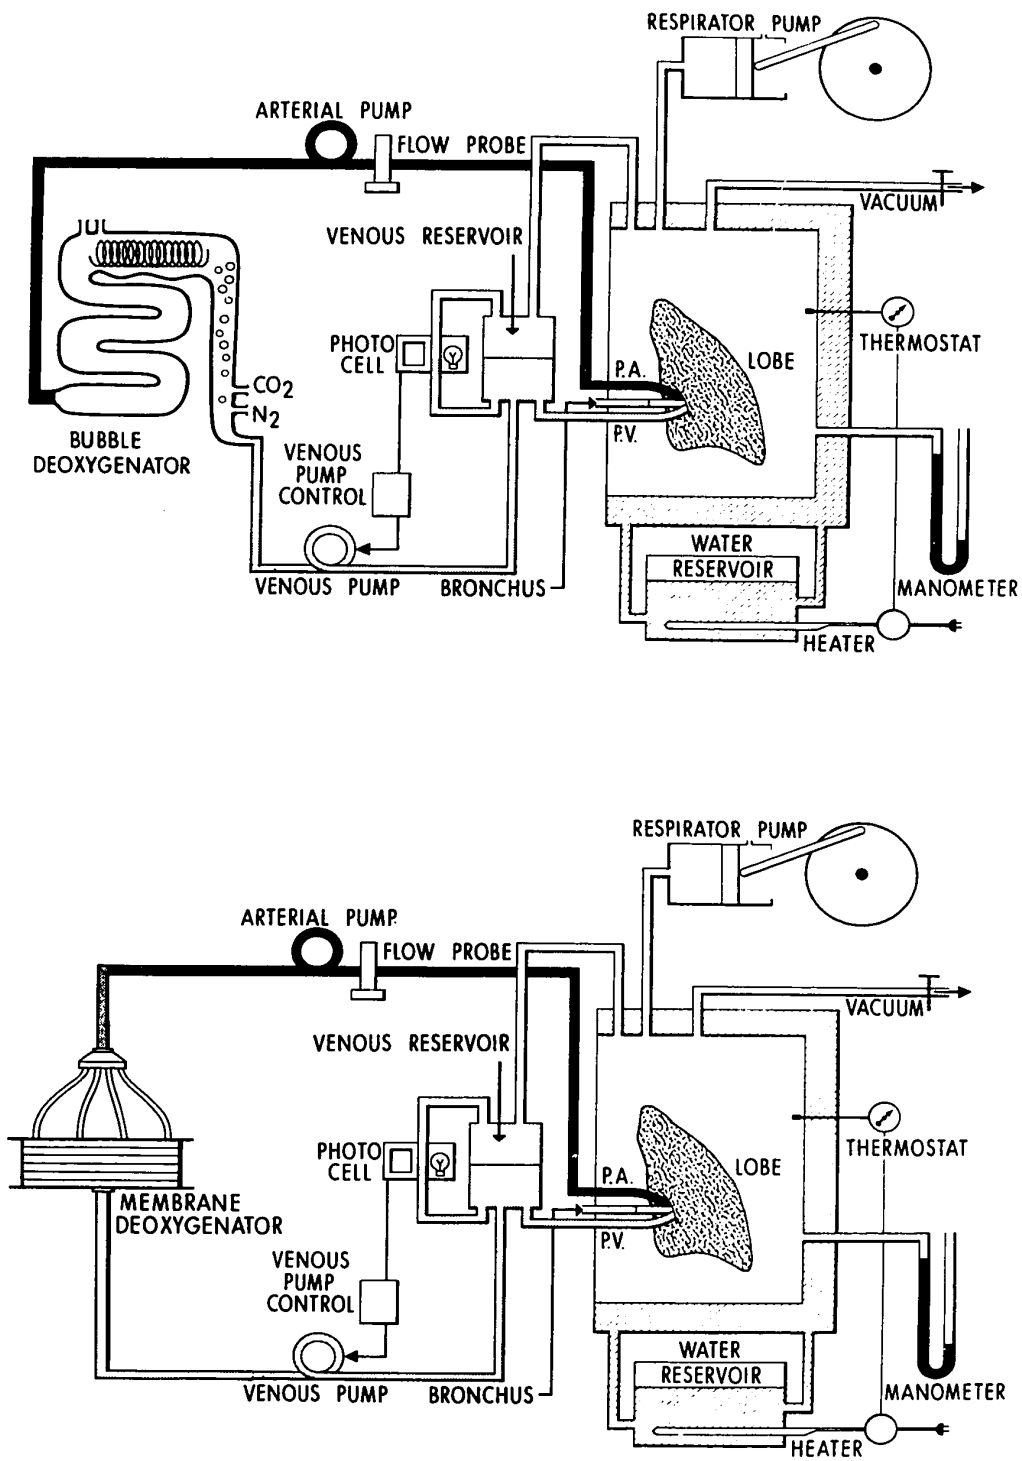 RESPIRATOR PUMP
ARTERIAL PUMP
FLOW PROBE
VACUUM
VENOUS RESERVOIR
PHOTO
CELL
THERMOSTAT
P.A.
LOBE
CO2
N2
P.V.
BUBBLE
DEOXYGENATOR
VENOUS
PUMP
CONTROL
WATER
RESERVOIR
VENOUS PUMP
BRONCHUS
MANOMETER
HEATER
RESPIRATOR PUMP
ARTERIAL PUMP
FLOW PROBE
VACUUM
VENOUS RESERVOIR
PHOTO
CELL
THERMOSTAT
P.A.
LOBE
MEMBRANE
DEOXYGENATOR
P.V.
VENOUS
PUMP
CONTROL
WATER
RESERVOIR
VENOUS PUMP
BRONCHUS
MANOMETER
HEATER